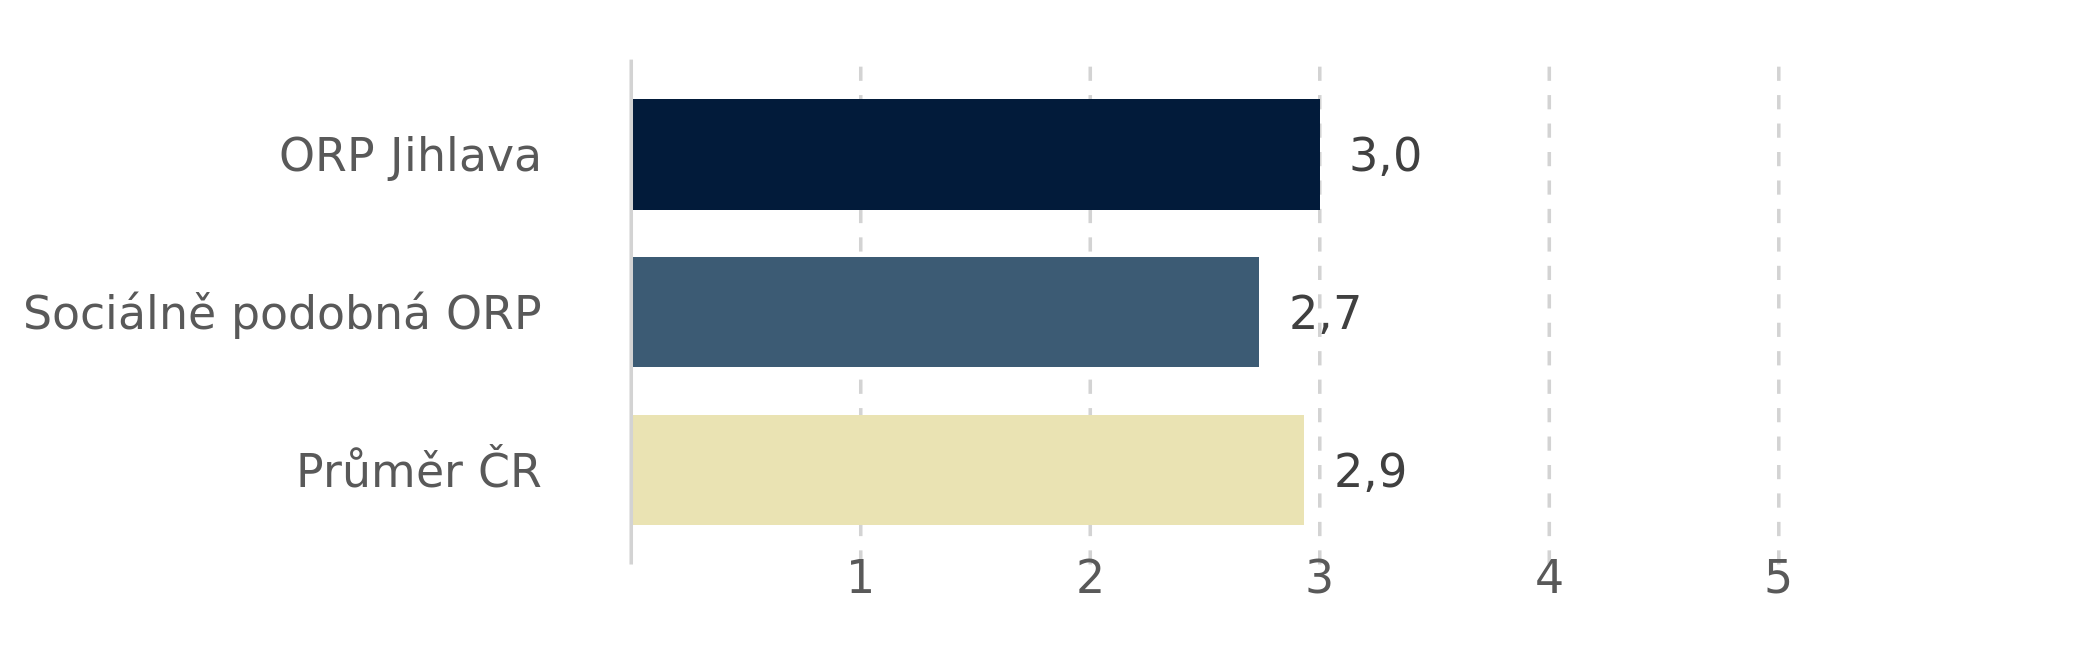 ORP Jihlava
3,0
Sociálně podobná ORP
2,7
Průměr ČR
2,9
1 2 3 4 5